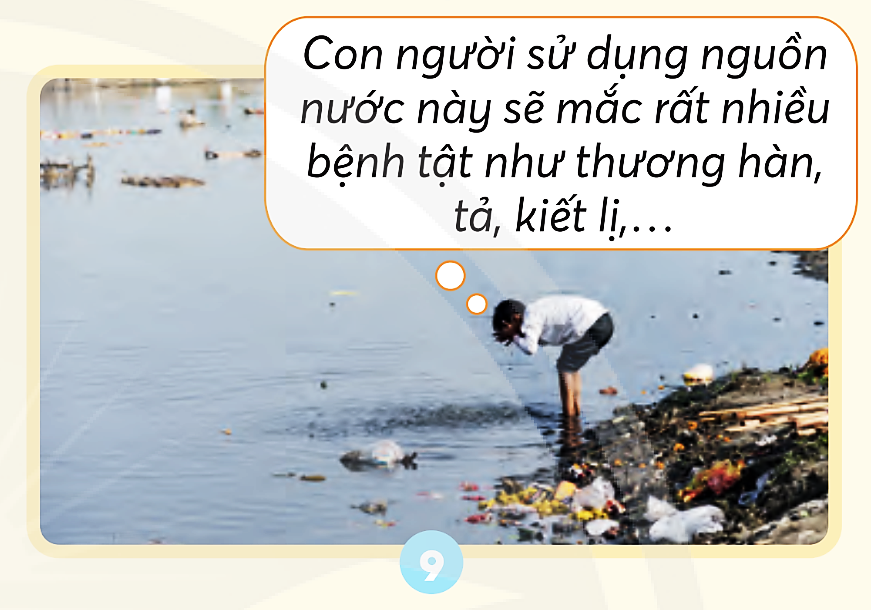 Con người sử dụng nguồn
nước này sẽ mắc rất nhiều
bệnh tật như thương hàn,
tả, kiết lị,...
9